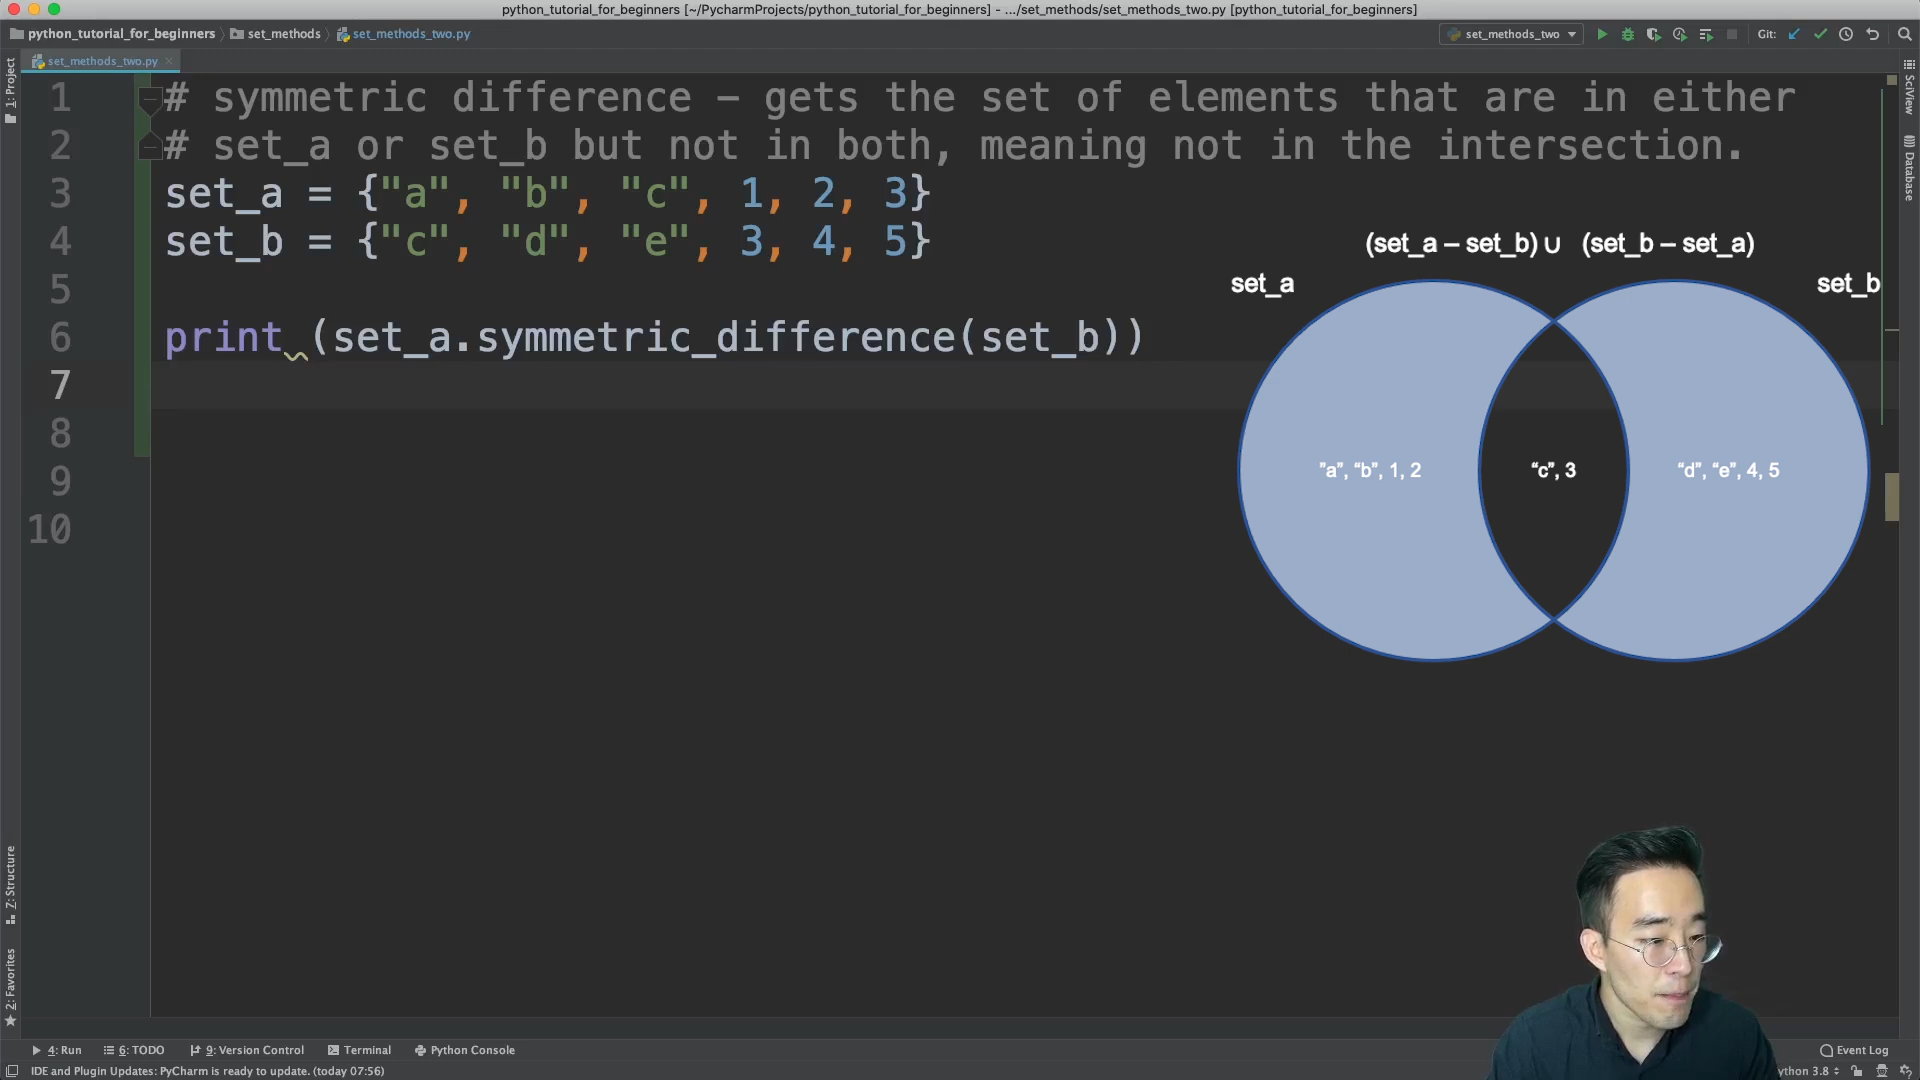 python_tutorial_for_beginners [~/PycharmProjects/python_tutorial_for_beginners] - .../set_methods/set_methods_two.py [python_tutorial_for_beginners]
python_tutorial_for_beginners set_methods set_methods_two.py set_methods_two Git:
set_methods_two.py
1: Project
SciView
Database
1 # symmetric difference – gets the set of elements that are in either
2 # set_a or set_b but not in both, meaning not in the intersection.
3 set_a = {"a", "b", "c", 1, 2, 3}
4 set_b = {"c", "d", "e", 3, 4, 5}
5
6 print (set_a.symmetric_difference(set_b))
7
8
9
10
(set_a – set_b) ∪ (set_b – set_a)
set_a set_b
”a”, “b”, 1, 2 “c”, 3 “d”, “e”, 4, 5
Z: Structure
2: Favorites
4: Run 6: TODO 9: Version Control Terminal Python Console Event Log
IDE and Plugin Updates: PyCharm is ready to update. (today 07:56) ython 3.8